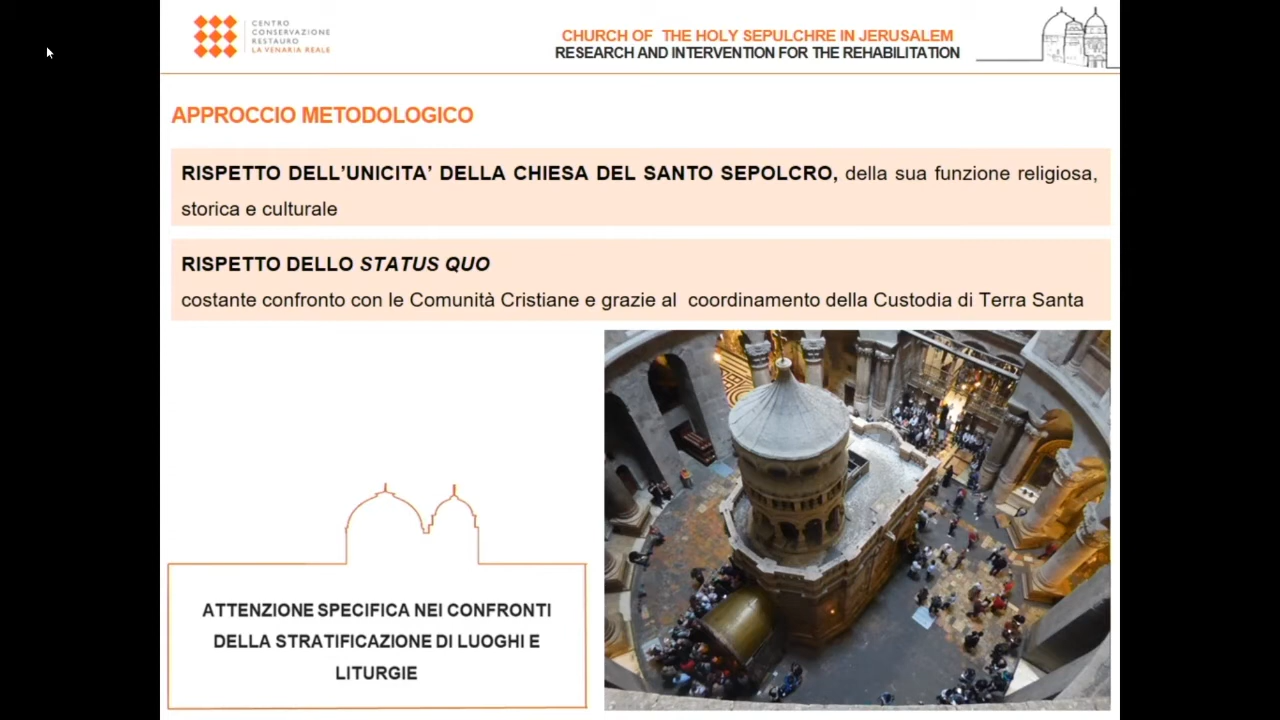 CENTRO
CONSERVAZIONE
RESTAURO
LA VENARIA REALE
CHURCH OF THE HOLY SEPULCHRE IN JERUSALEM
RESEARCH AND INTERVENTION FOR THE REHABILITATION
APPROCCIO METODOLOGICO
RISPETTO DELL’UNICITA’ DELLA CHIESA DEL SANTO SEPOLCRO, della sua funzione religiosa,
storica e culturale
RISPETTO DELLO STATUS QUO
costante confronto con le Comunità Cristiane e grazie al coordinamento della Custodia di Terra Santa
ATTENZIONE SPECIFICA NEI CONFRONTI
DELLA STRATIFICAZIONE DI LUOGHI E
LITURGIE